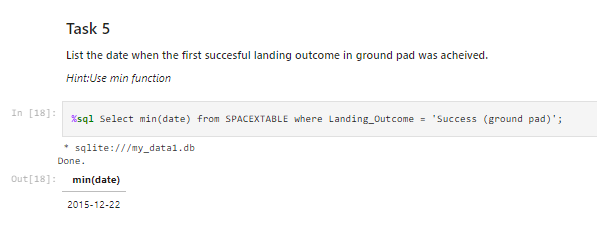 Task 5
List the date when the first succesful landing outcome in ground pad was acheived.
Hint:Use min function
In [18]: %sql Select min(date) from SPACEXTABLE where Landing_Outcome = 'Success (ground pad)';
* sqlite:///my_data1.db
Done.
Out[18]: min(date)
2015-12-22